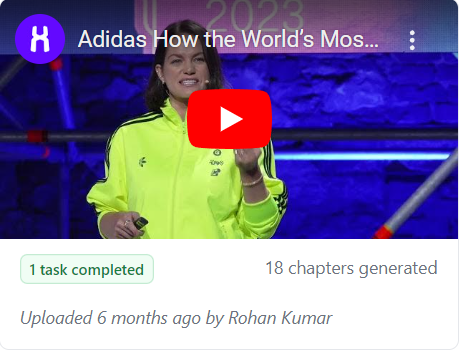 2023
Adidas How the World's Mos...
1 task completed
18 chapters generated
Uploaded 6 months ago by Rohan Kumar